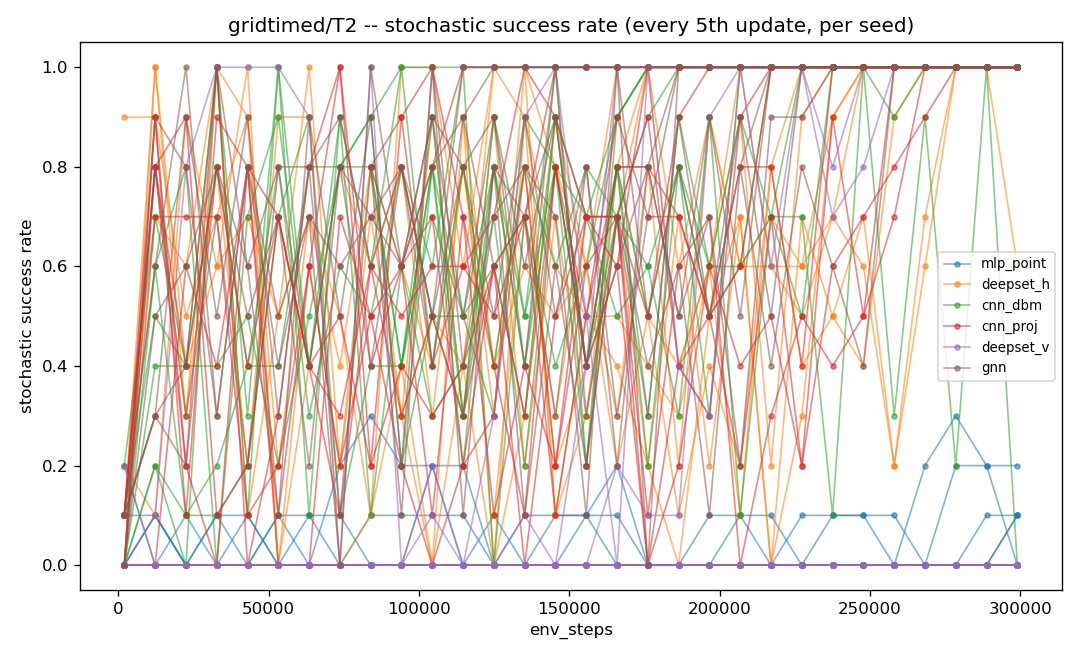 gridtimed/T2 -- stochastic success rate (every 5th update, per seed)
1.0
0.8
0.6
0.4
0.2
0.0
stochastic success rate
mlp_point
deepset_h
cnn_dbm
cnn_proj
deepset_v
gnn
0
50000
100000
150000
200000
250000
300000
env_steps